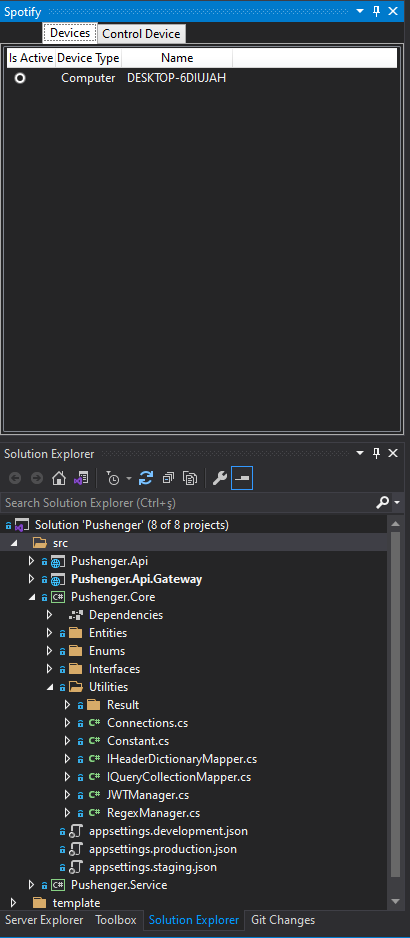 Spotify
Devices Control Device
Is Active Device Type Name
Computer DESKTOP-6DIUJAH
Solution Explorer
Search Solution Explorer (Ctrl+ş)
Solution 'Pushenger' (8 of 8 projects)
src
Pushenger.Api
Pushenger.Api.Gateway
C# Pushenger.Core
Dependencies
Entities
Enums
Interfaces
Utilities
Result
C# Connections.cs
C# Constant.cs
C# IHeaderDictionaryMapper.cs
C# IQueryCollectionMapper.cs
C# JWTManager.cs
C# RegexManager.cs
appsettings.development.json
appsettings.production.json
appsettings.staging.json
C# Pushenger.Service
template
Server Explorer Toolbox Solution Explorer Git Changes